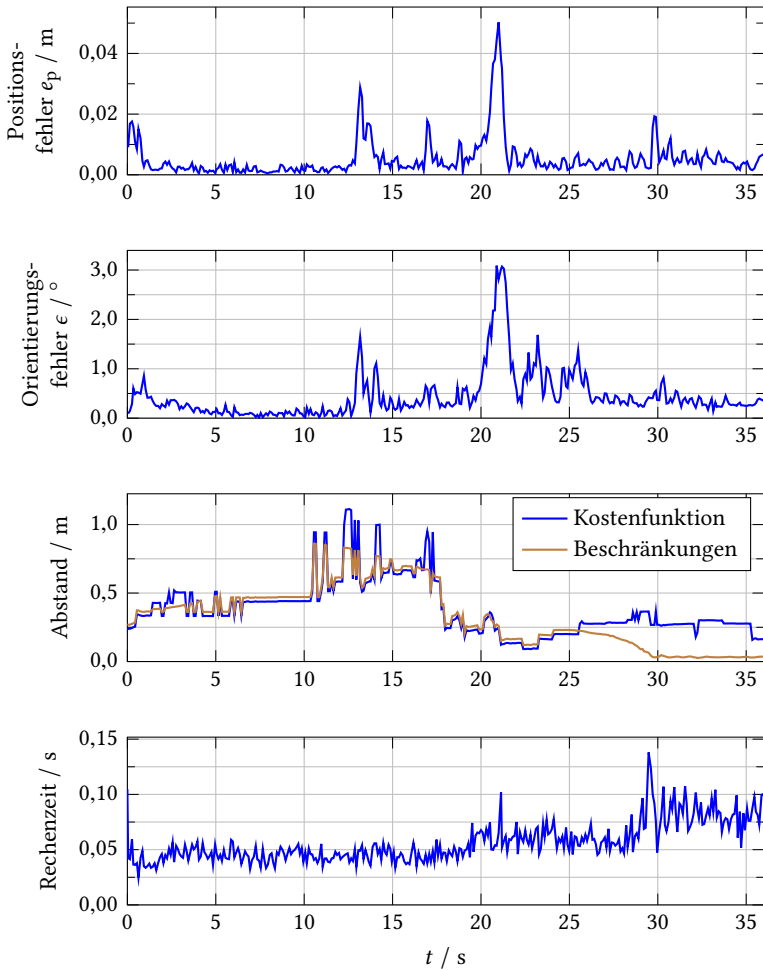 Positions-
fehler eₚ / m
0,04
0,02
0,00
0 5 10 15 20 25 30 35
Orientierungs-
fehler ϵ / °
3,0
2,0
1,0
0,0
0 5 10 15 20 25 30 35
Abstand / m
1,0
0,5
0,0
Kostenfunktion
Beschränkungen
0 5 10 15 20 25 30 35
Rechenzeit / s
0,15
0,10
0,05
0,00
0 5 10 15 20 25 30 35
t / s